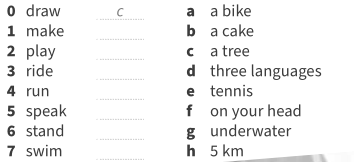 0 draw c a a bike
1 make b a cake
2 play c a tree
3 ride d three languages
4 run e tennis
5 speak f on your head
6 stand g underwater
7 swim h 5 km